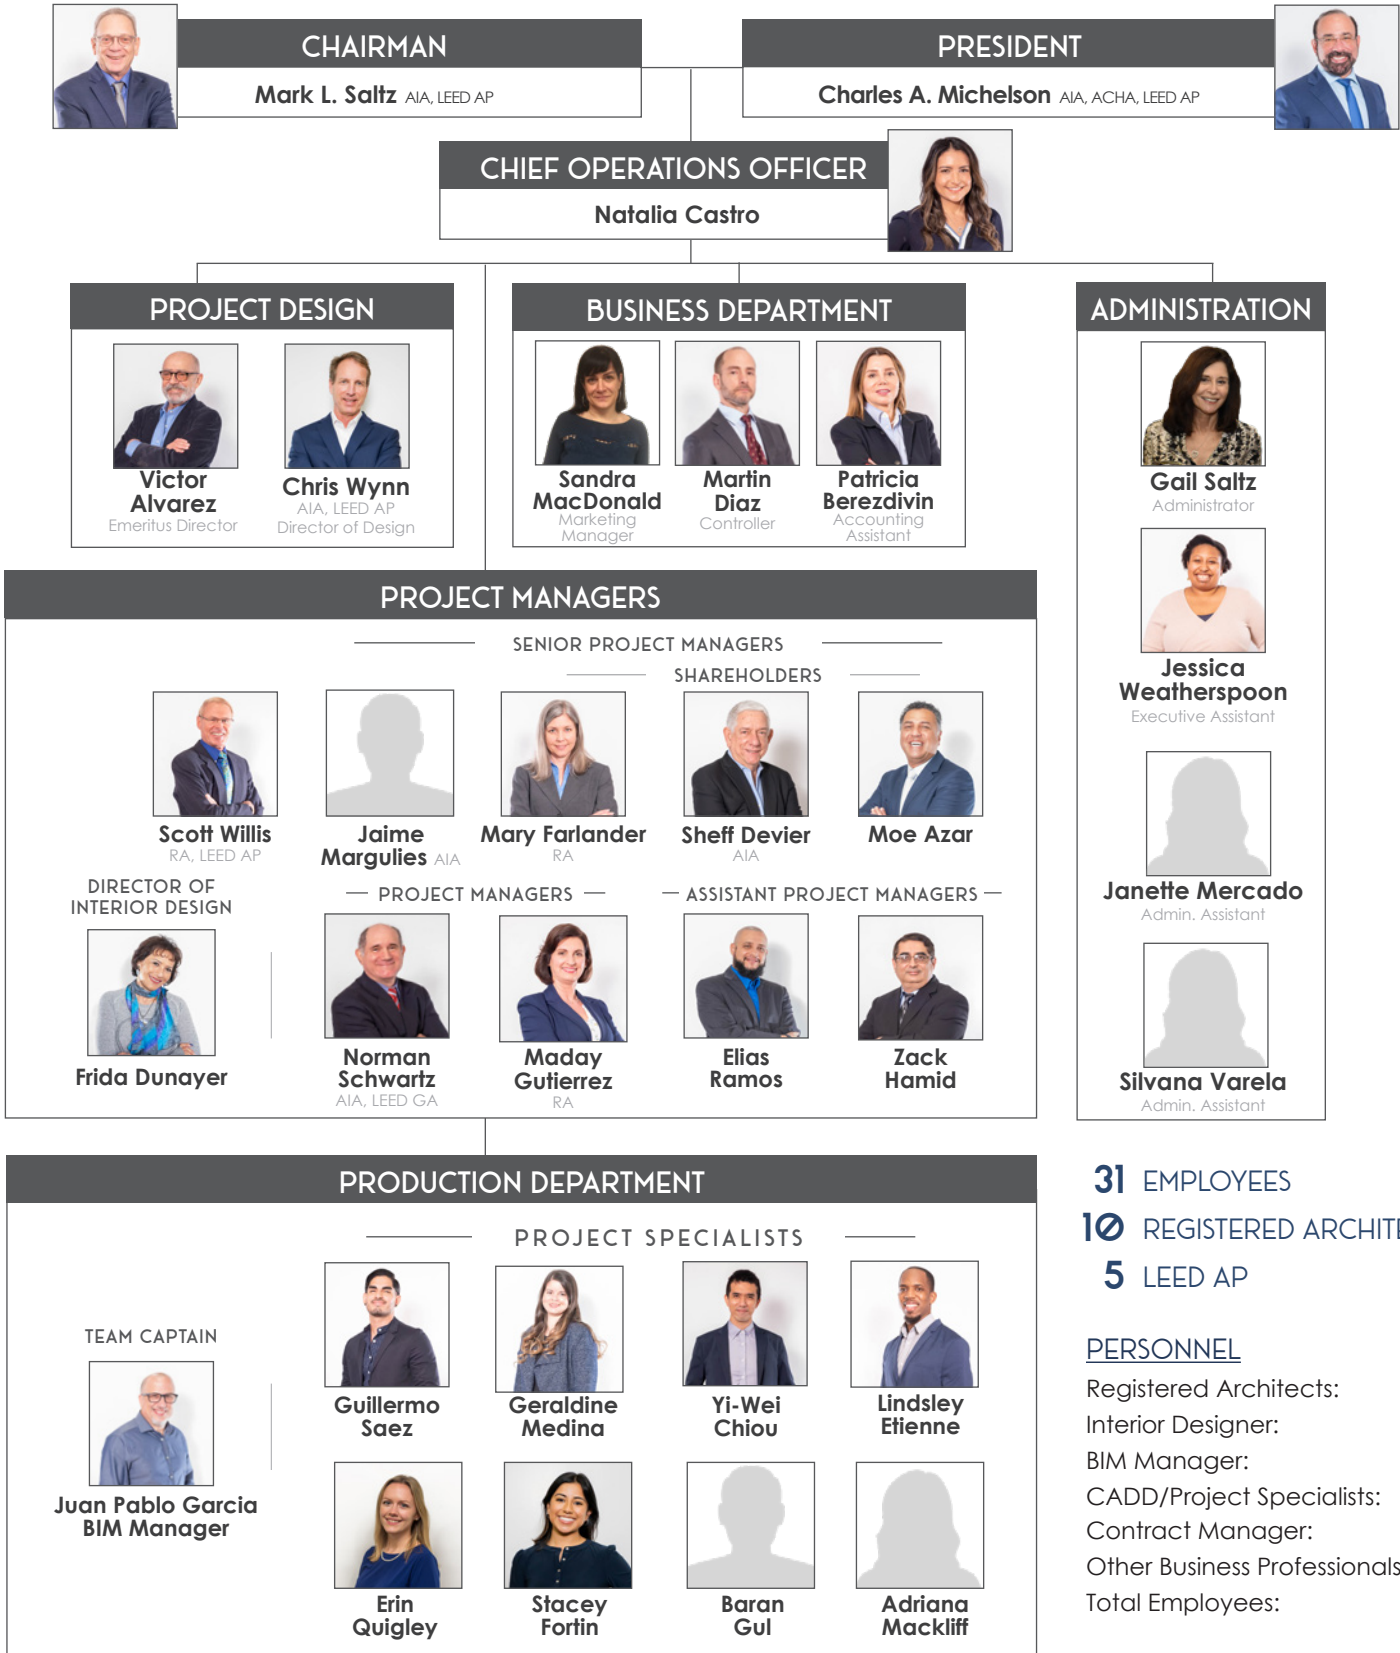 CHAIRMAN
Mark L. Saltz AIA, LEED AP
PRESIDENT
Charles A. Michelson AIA, ACHA, LEED AP
CHIEF OPERATIONS OFFICER
Natalia Castro
PROJECT DESIGN
Victor
Alvarez
Emeritus Director
Chris Wynn
AIA, LEED AP
Director of Design
BUSINESS DEPARTMENT
Sandra
MacDonald
Marketing
Manager
Martin
Diaz
Controller
Patricia
Berezdivin
Accounting
Assistant
ADMINISTRATION
Gail Saltz
Administrator
Jessica
Weatherspoon
Executive Assistant
Janette Mercado
Admin. Assistant
Silvana Varela
Admin. Assistant
PROJECT MANAGERS
SENIOR PROJECT MANAGERS
SHAREHOLDERS
Scott Willis
RA, LEED AP
Jaime
Margulies AIA
Mary Farlander
RA
Sheff Devier
AIA
Moe Azar
DIRECTOR OF
INTERIOR DESIGN
Frida Dunayer
PROJECT MANAGERS
Norman
Schwartz
AIA, LEED GA
Maday
Gutierrez
RA
ASSISTANT PROJECT MANAGERS
Elias
Ramos
Zack
Hamid
PRODUCTION DEPARTMENT
TEAM CAPTAIN
Juan Pablo Garcia
BIM Manager
PROJECT SPECIALISTS
Guillermo
Saez
Geraldine
Medina
Yi-Wei
Chiou
Lindsley
Etienne
Erin
Quigley
Stacey
Fortin
Baran
Gul
Adriana
Mackliff
31 EMPLOYEES
10 REGISTERED ARCHITE
5 LEED AP
PERSONNEL
Registered Architects:
Interior Designer:
BIM Manager:
CADD/Project Specialists:
Contract Manager:
Other Business Professionals
Total Employees: